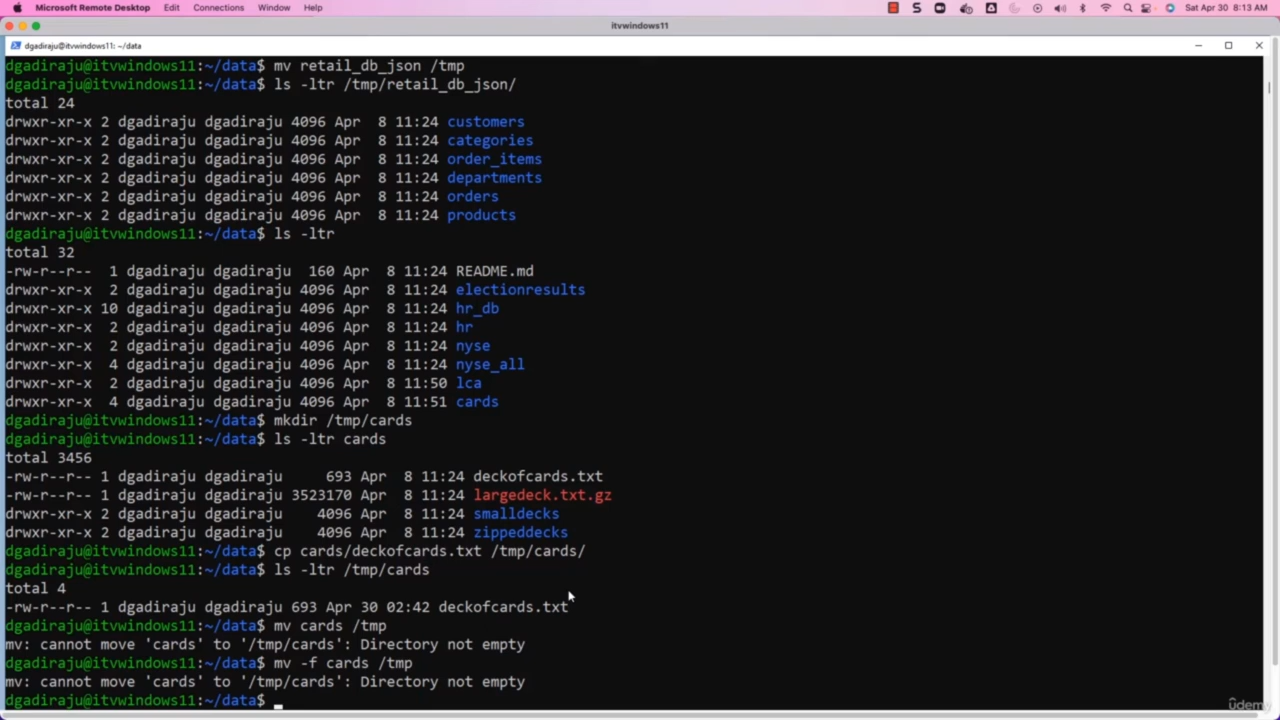 Microsoft Remote Desktop Edit Connections Window Help Sat Apr 30 8:13 AM
itvwindows11
dgadiraju@itvwindows11: ~/data
dgadiraju@itvwindows11:~/data$ mv retail_db_json /tmp
dgadiraju@itvwindows11:~/data$ ls -ltr /tmp/retail_db_json/
total 24
drwxr-xr-x 2 dgadiraju dgadiraju 4096 Apr  8 11:24 customers
drwxr-xr-x 2 dgadiraju dgadiraju 4096 Apr  8 11:24 categories
drwxr-xr-x 2 dgadiraju dgadiraju 4096 Apr  8 11:24 order_items
drwxr-xr-x 2 dgadiraju dgadiraju 4096 Apr  8 11:24 departments
drwxr-xr-x 2 dgadiraju dgadiraju 4096 Apr  8 11:24 orders
drwxr-xr-x 2 dgadiraju dgadiraju 4096 Apr  8 11:24 products
dgadiraju@itvwindows11:~/data$ ls -ltr
total 32
-rw-r--r--  1 dgadiraju dgadiraju  160 Apr  8 11:24 README.md
drwxr-xr-x  2 dgadiraju dgadiraju 4096 Apr  8 11:24 electionresults
drwxr-xr-x 10 dgadiraju dgadiraju 4096 Apr  8 11:24 hr_db
drwxr-xr-x  2 dgadiraju dgadiraju 4096 Apr  8 11:24 hr
drwxr-xr-x  2 dgadiraju dgadiraju 4096 Apr  8 11:24 nyse
drwxr-xr-x  4 dgadiraju dgadiraju 4096 Apr  8 11:24 nyse_all
drwxr-xr-x  2 dgadiraju dgadiraju 4096 Apr  8 11:50 lca
drwxr-xr-x  4 dgadiraju dgadiraju 4096 Apr  8 11:51 cards
dgadiraju@itvwindows11:~/data$ mkdir /tmp/cards
dgadiraju@itvwindows11:~/data$ ls -ltr cards
total 3456
-rw-r--r-- 1 dgadiraju dgadiraju     693 Apr  8 11:24 deckofcards.txt
-rw-r--r-- 1 dgadiraju dgadiraju 3523170 Apr  8 11:24 largedeck.txt.gz
drwxr-xr-x 2 dgadiraju dgadiraju    4096 Apr  8 11:24 smalldecks
drwxr-xr-x 2 dgadiraju dgadiraju    4096 Apr  8 11:24 zippeddecks
dgadiraju@itvwindows11:~/data$ cp cards/deckofcards.txt /tmp/cards/
dgadiraju@itvwindows11:~/data$ ls -ltr /tmp/cards
total 4
-rw-r--r-- 1 dgadiraju dgadiraju 693 Apr 30 02:42 deckofcards.txt
dgadiraju@itvwindows11:~/data$ mv cards /tmp
mv: cannot move 'cards' to '/tmp/cards': Directory not empty
dgadiraju@itvwindows11:~/data$ mv -f cards /tmp
mv: cannot move 'cards' to '/tmp/cards': Directory not empty
dgadiraju@itvwindows11:~/data$
ûdemy